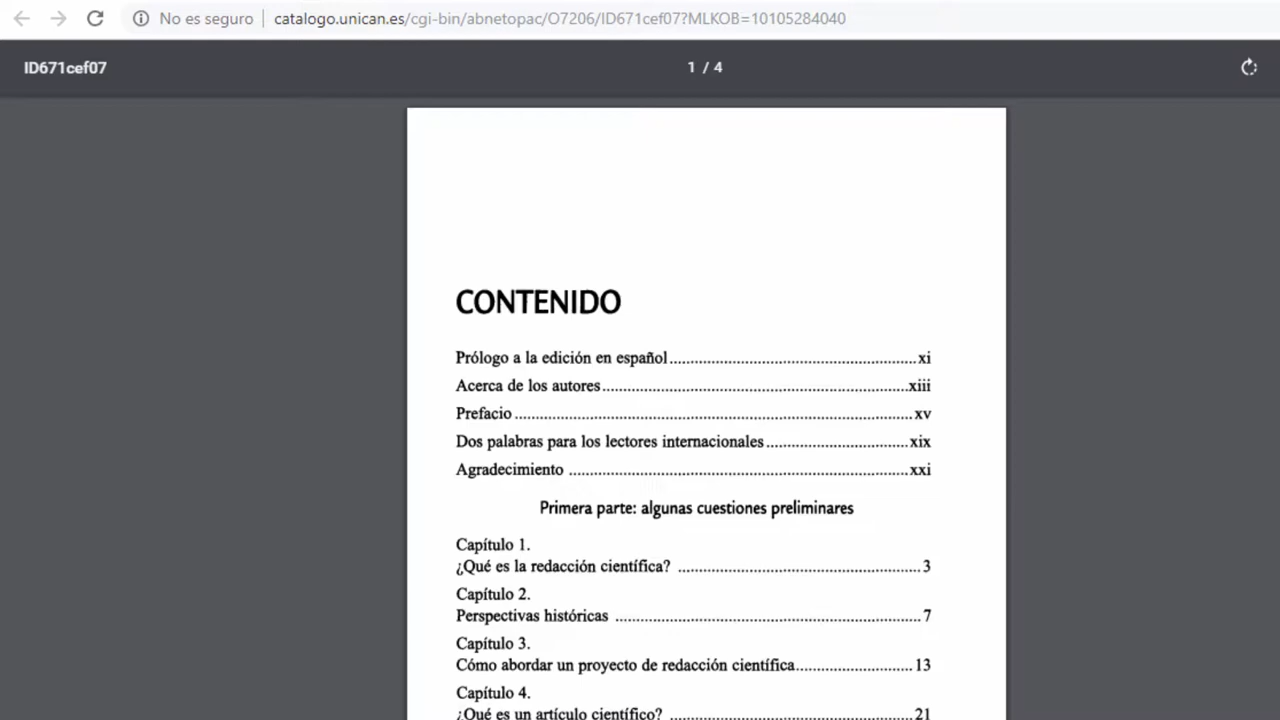 No seguro catalogo.unican.es/cgi-bin/abnetopac/O7206/ID671cef07?MLKOB=10105284040
ID671cef07
1 / 4
CONTENIDO
Prólogo a la edición en español....................................................xi
Acerca de los autores.................................................................xiii
Prefacio ....................................................................................xv
Dos palabras para los lectores internacionales..............................xix
Agradecimiento ........................................................................xxi
Primera parte: algunas cuestiones preliminares
Capítulo 1.
¿Qué es la redacción científica? ...................................................3
Capítulo 2.
Perspectivas históricas ................................................................7
Capítulo 3.
Cómo abordar un proyecto de redacción científica.........................13
Capítulo 4.
¿Qué es un artículo científico? .....................................................21